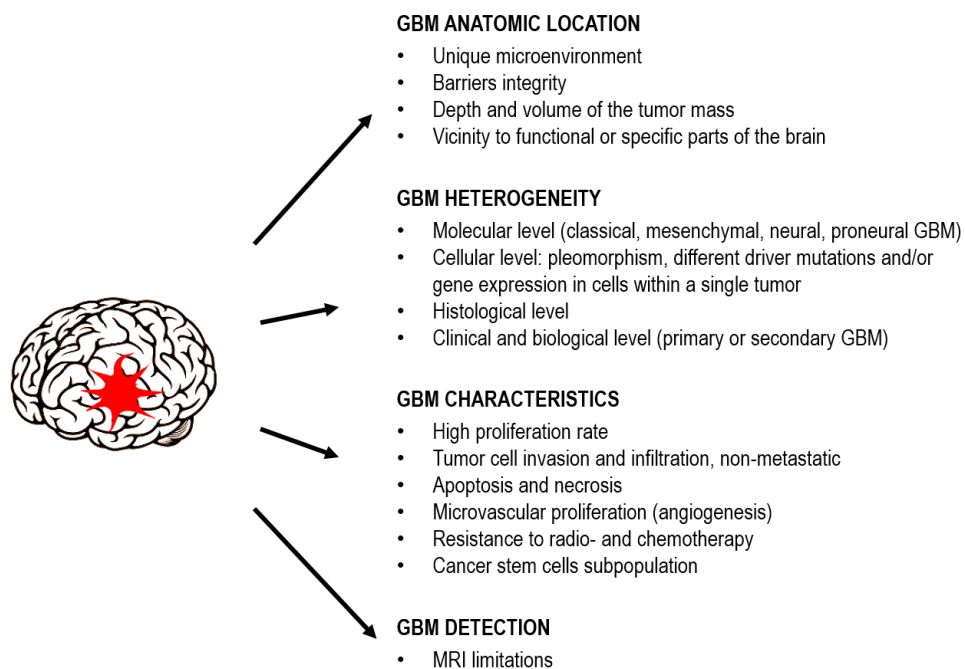 GBM ANATOMIC LOCATION
• Unique microenvironment
• Barriers integrity
• Depth and volume of the tumor mass
• Vicinity to functional or specific parts of the brain
GBM HETEROGENEITY
• Molecular level (classical, mesenchymal, neural, proneural GBM)
• Cellular level: pleomorphism, different driver mutations and/or
gene expression in cells within a single tumor
• Histological level
• Clinical and biological level (primary or secondary GBM)
GBM CHARACTERISTICS
• High proliferation rate
• Tumor cell invasion and infiltration, non-metastatic
• Apoptosis and necrosis
• Microvascular proliferation (angiogenesis)
• Resistance to radio- and chemotherapy
• Cancer stem cells subpopulation
GBM DETECTION
• MRI limitations